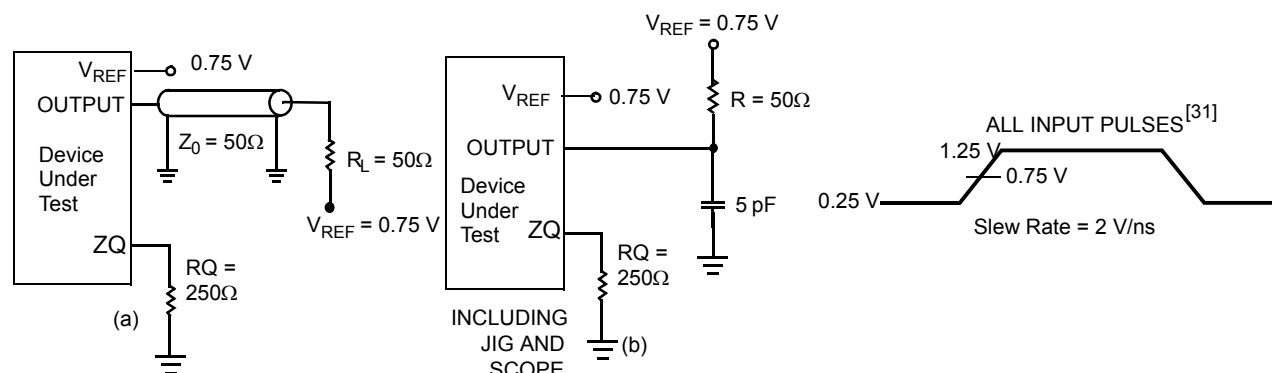 V_REF 0.75 V
OUTPUT
Z_0 = 50Ω
Device
Under
Test
R_L = 50Ω
V_REF = 0.75 V
ZQ
RQ =
250Ω
(a)
V_REF = 0.75 V
R = 50Ω
V_REF 0.75 V
OUTPUT
Device
Under
Test
5 pF
ZQ
RQ =
250Ω
INCLUDING
JIG AND
SCOPE
(b)
ALL INPUT PULSES[31]
1.25 V
0.75 V
0.25 V
Slew Rate = 2 V/ns